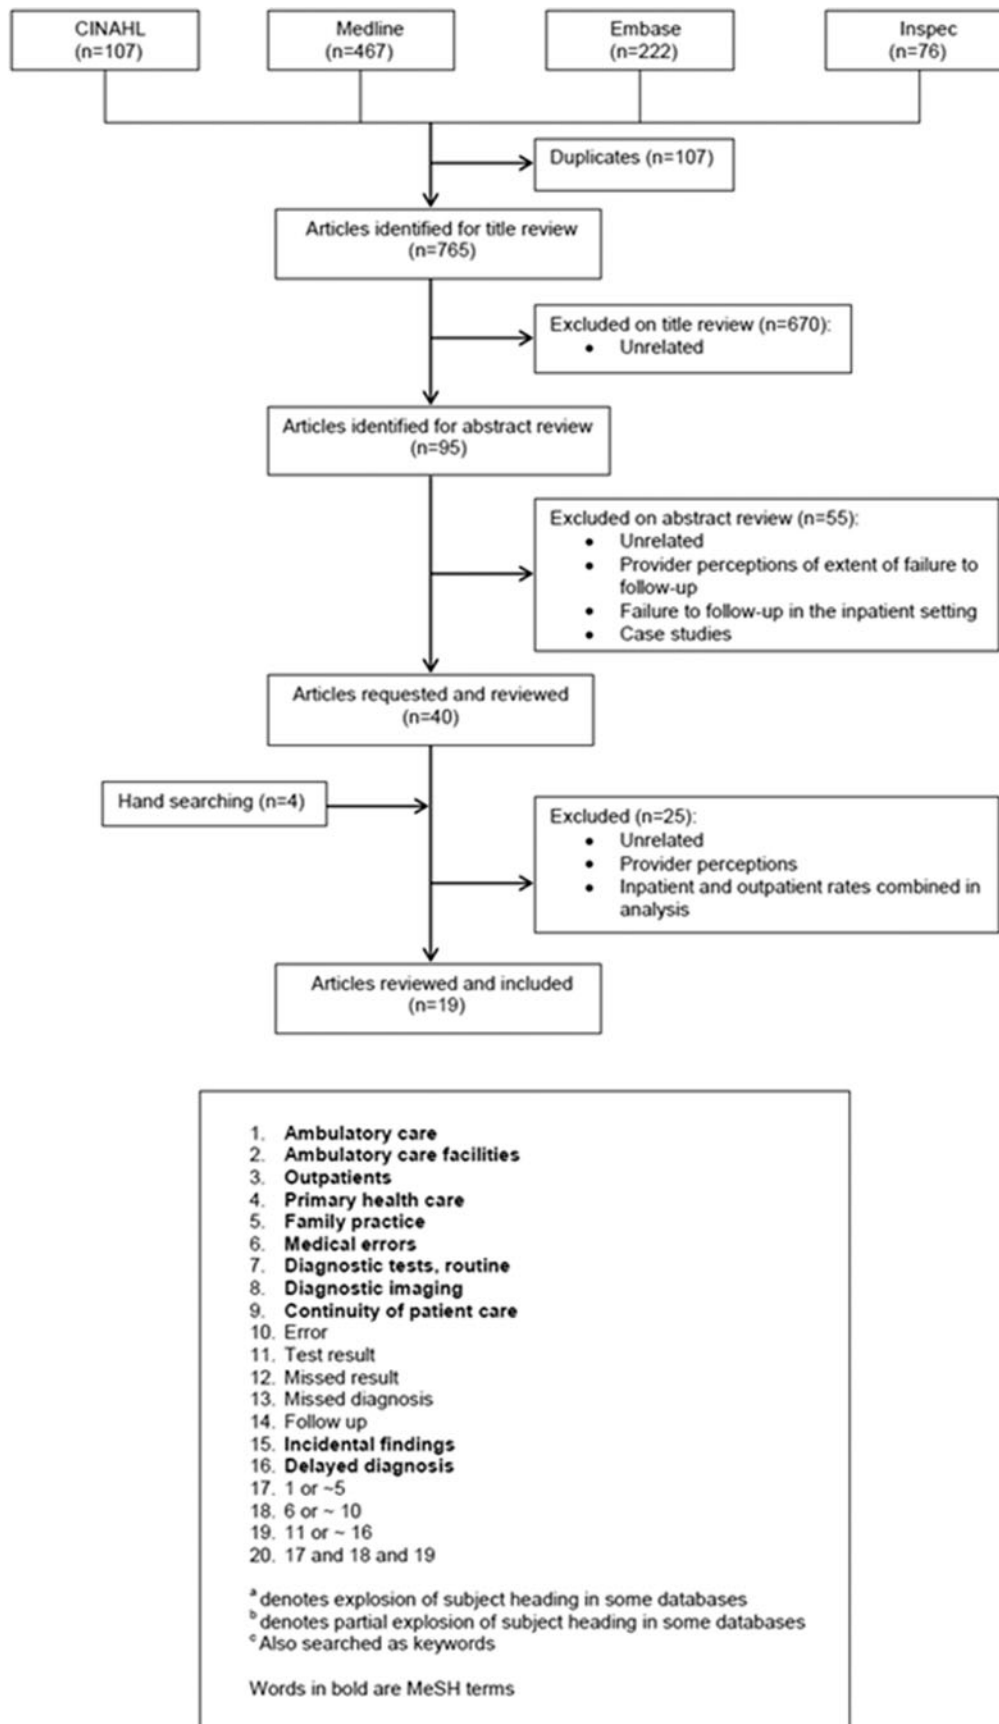 CINAHL
(n=107)
Medline
(n=467)
Embase
(n=222)
Inspec
(n=76)
Duplicates (n=107)
Articles identified for title review
(n=765)
Excluded on title review (n=670):
• Unrelated
Articles identified for abstract review
(n=95)
Excluded on abstract review (n=55):
• Unrelated
• Provider perceptions of extent of failure to
follow-up
• Failure to follow-up in the inpatient setting
• Case studies
Articles requested and reviewed
(n=40)
Hand searching (n=4)
Excluded (n=25):
• Unrelated
• Provider perceptions
• Inpatient and outpatient rates combined in
analysis
Articles reviewed and included
(n=19)
1. Ambulatory care
2. Ambulatory care facilities
3. Outpatients
4. Primary health care
5. Family practice
6. Medical errors
7. Diagnostic tests, routine
8. Diagnostic imaging
9. Continuity of patient care
10. Error
11. Test result
12. Missed result
13. Missed diagnosis
14. Follow up
15. Incidental findings
16. Delayed diagnosis
17. 1 or ~5
18. 6 or ~ 10
19. 11 or ~ 16
20. 17 and 18 and 19
a denotes explosion of subject heading in some databases
b denotes partial explosion of subject heading in some databases
c Also searched as keywords
Words in bold are MeSH terms